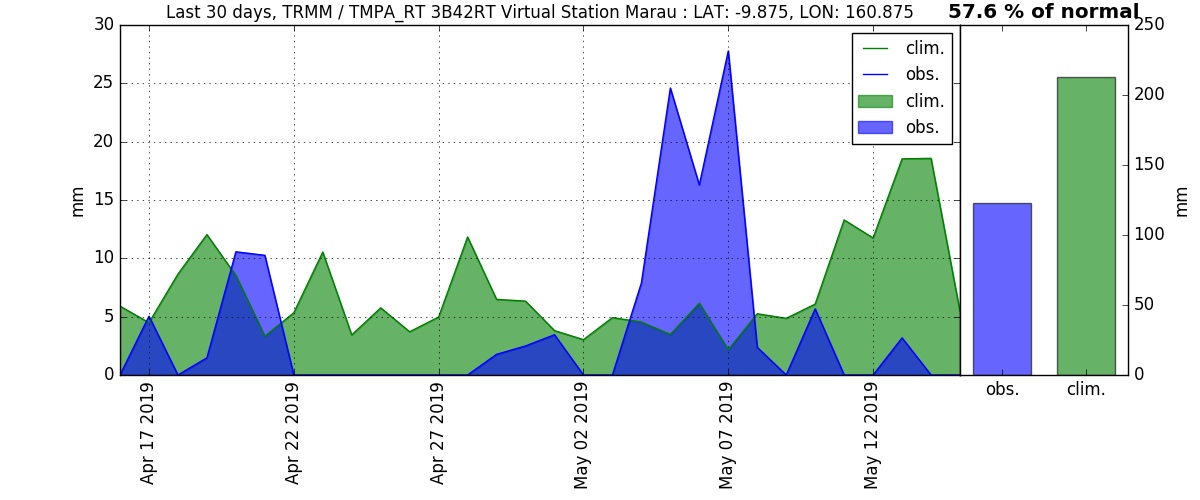 Last 30 days, TRMM / TMPA_RT 3B42RT Virtual Station Marau : LAT: -9.875, LON: 160.875
57.6 % of normal
30
25
20
15
10
5
0
mm
clim.
obs.
clim.
obs.
Apr 17 2019
Apr 22 2019
Apr 27 2019
May 02 2019
May 07 2019
May 12 2019
250
200
150
100
50
0
mm
obs.
clim.